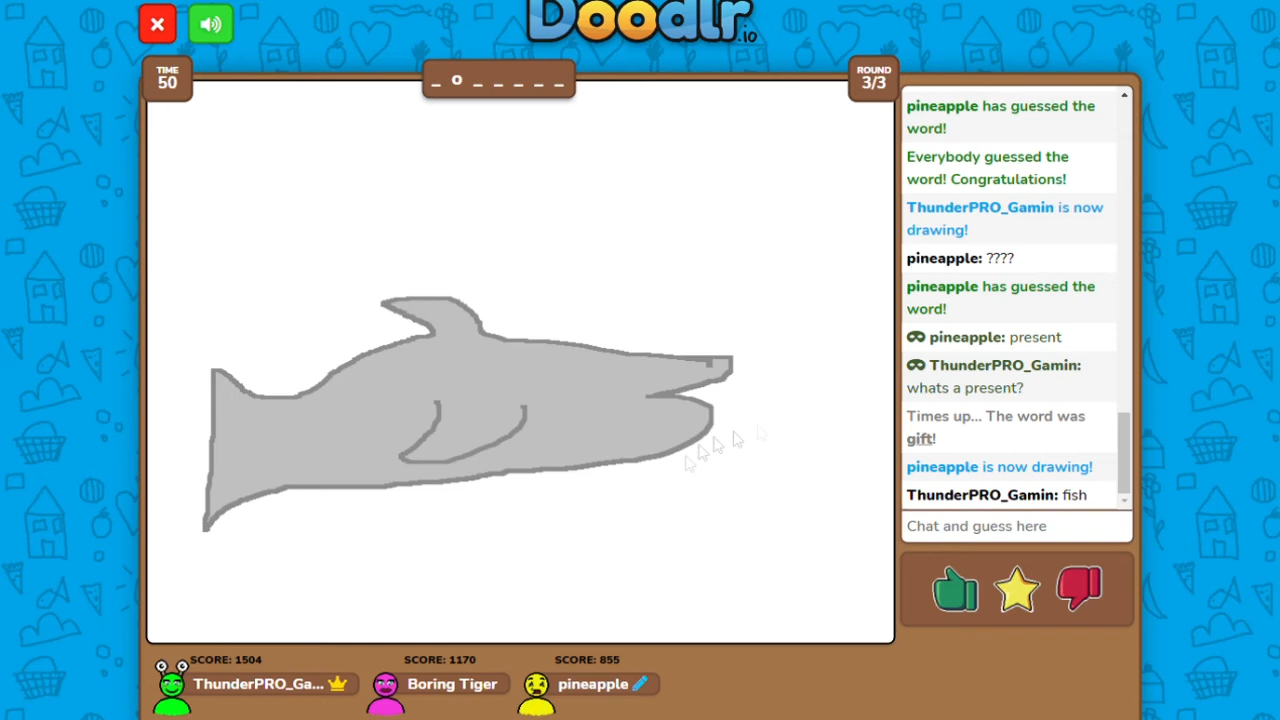 Doodlr.io
TIME
50
_ o _ _ _ _ _
ROUND
3/3
pineapple has guessed the
word!
Everybody guessed the
word! Congratulations!
ThunderPRO_Gamin is now
drawing!
pineapple: ????
pineapple has guessed the
word!
pineapple: present
ThunderPRO_Gamin:
whats a present?
Times up... The word was
gift!
pineapple is now drawing!
ThunderPRO_Gamin: fish
Chat and guess here
SCORE: 1504
ThunderPRO_Ga...
SCORE: 1170
Boring Tiger
SCORE: 855
pineapple